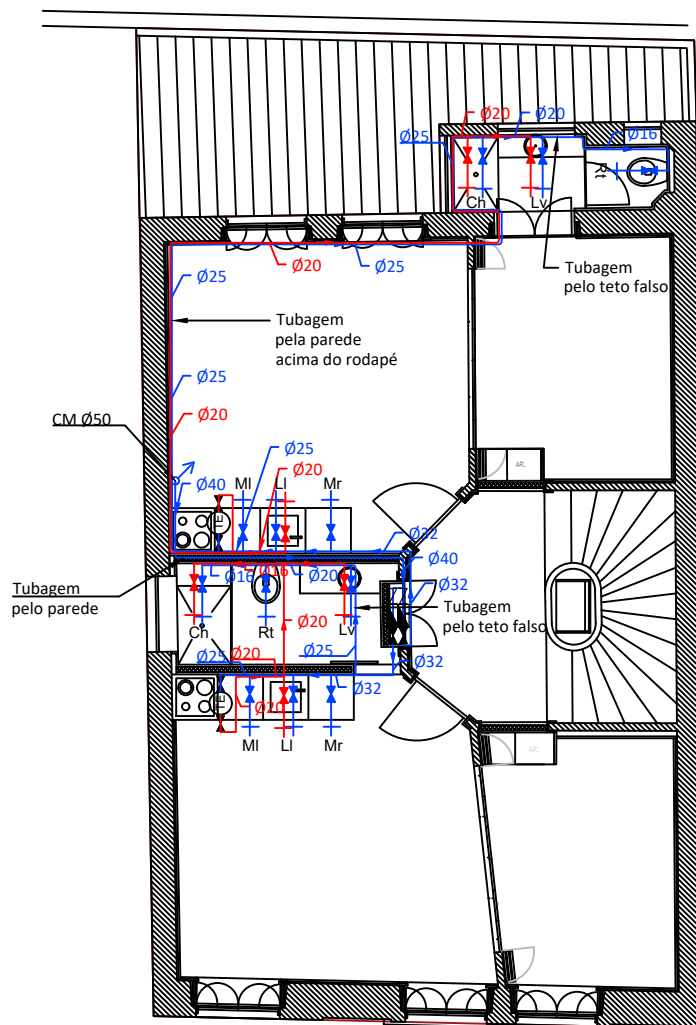 Ø20
Ø20
Ø16
Ø25
Rt
Ch
Lv
Ø20
Ø25
Tubagem
pelo teto falso
Ø25
Tubagem
pela parede
acima do rodapé
Ø25
Ø20
CM Ø50
Ø25
AR.
Ø40
Ø20
Ml
Ll
Mr
TE
Ø32
Ø40
Ø16
Ø16
Ø20
Ø32
Tubagem
pelo parede
Tubagem
pelo teto falso
Ch
Rt
Lv
Ø20
Ø25
Ø25
Ø20
Ø32
Ø32
TE
Ø20
Ml
Ll
Mr
AR.